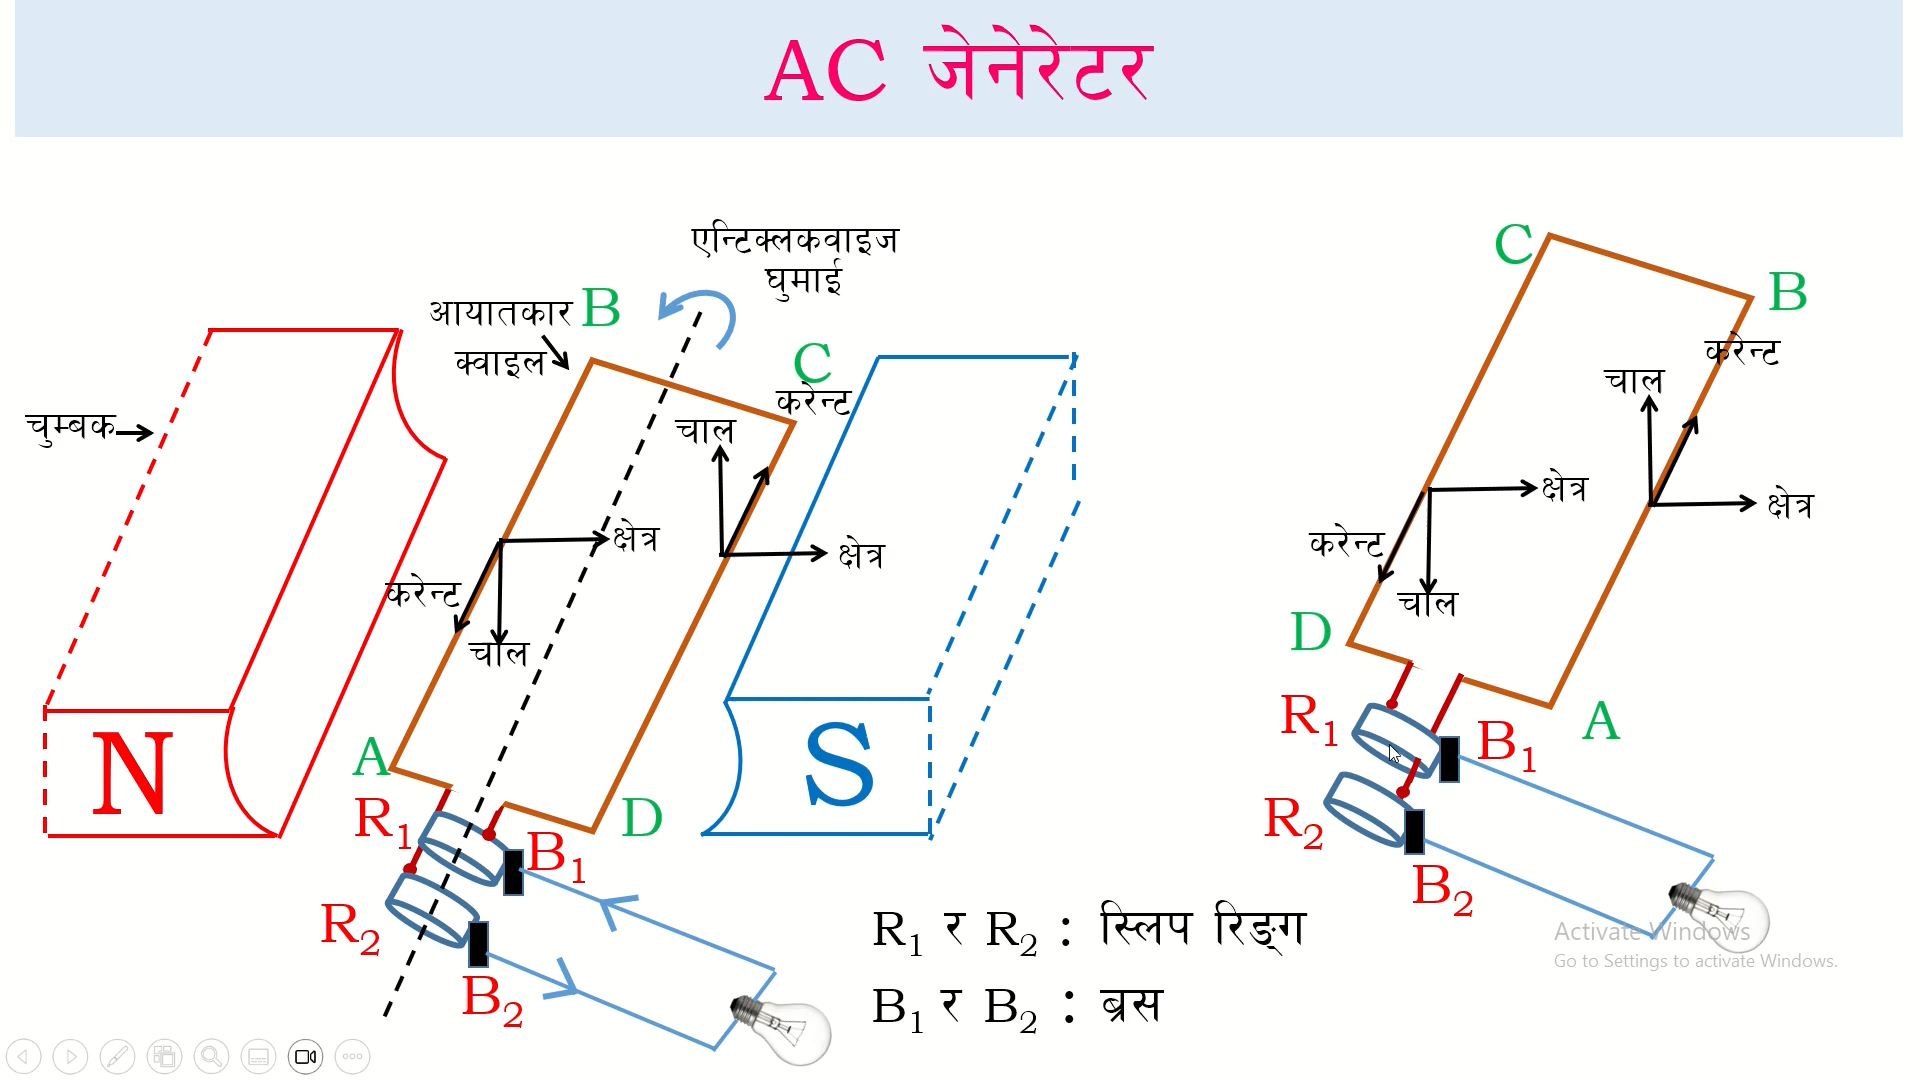 AC जेनेरेटर
एन्टिक्लकवाइज
घुमाई
आयातकार
क्वाइल
B
C
चुम्बक
करेन्ट
चाल
क्षेत्र
क्षेत्र
करेन्ट
चाल
N
S
A
D
R1
B1
R2
B2
C
B
करेन्ट
चाल
क्षेत्र
क्षेत्र
करेन्ट
चाल
D
A
R1
B1
R2
B2
R1 र R2 : स्लिप रिङ्ग
B1 र B2 : ब्रस
Activate Windows
Go to Settings to activate Windows.